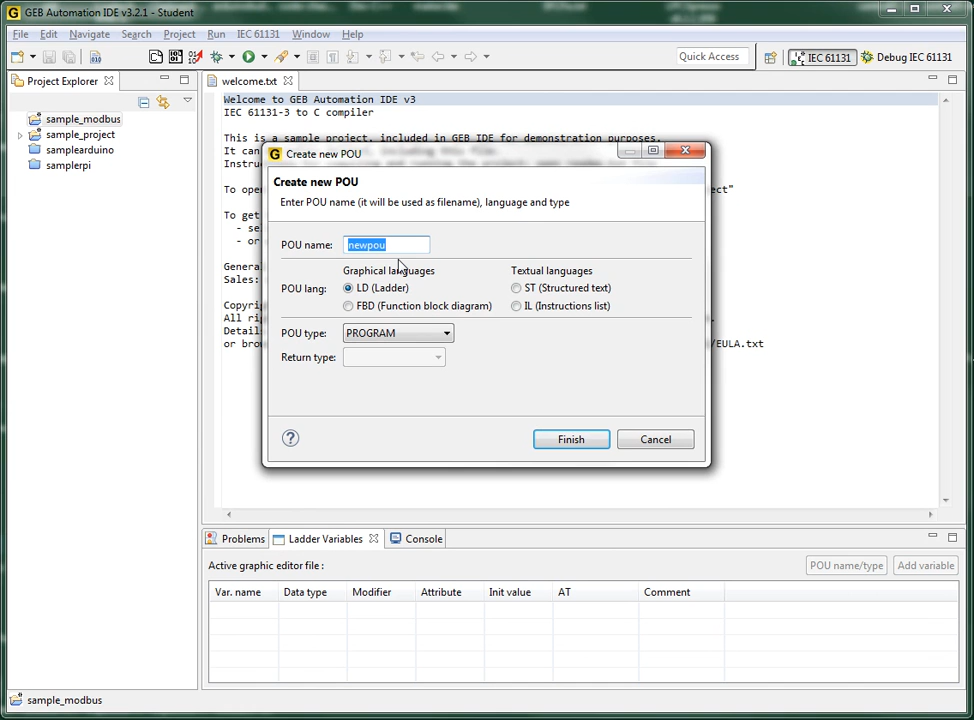 GEB Automation IDE v3.2.1 - Student
File Edit Navigate Search Project Run IEC 61131 Window Help
Quick Access
IEC 61131
Debug IEC 61131
Project Explorer
sample_modbus
sample_project
samplearduino
samplerpi
welcome.txt
Welcome to GEB Automation IDE v3
IEC 61131-3 to C compiler
This is a sample project, included in GEB IDE for demonstration purposes.
It can
Instruc
To open
To get
- se
- or
General
Sales:
Copyri
All rig
Details
or brow
/EULA.txt
Create new POU
Create new POU
Enter POU name (it will be used as filename), language and type
POU name: newpou
Graphical languages Textual languages
POU lang: LD (Ladder) ST (Structured text)
FBD (Function block diagram) IL (Instructions list)
POU type: PROGRAM
Return type:
Finish Cancel
Problems Ladder Variables Console
Active graphic editor file :
POU name/type Add variable
Var. name Data type Modifier Attribute Init value AT Comment
sample_modbus